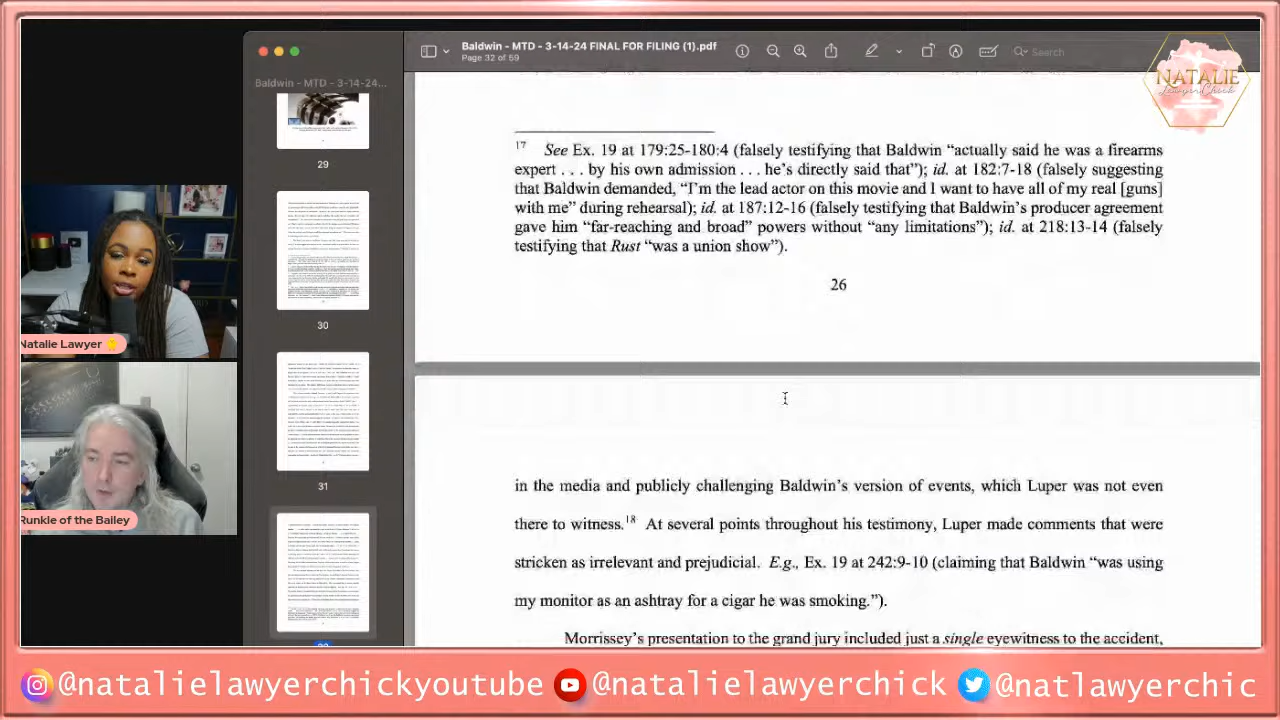 Baldwin - MTD - 3-14-24 FINAL FOR FILING (1).pdf
Page 32 of 59
Search
Baldwin - MTD - 3-14-24...
29
30
31
NATALIE
LawyerChick
17 See Ex. 19 at 179:25-180:4 (falsely testifying that Baldwin “actually said he was a firearms
expert . . . by his own admission . . . he’s directly said that”); id. at 182:7-18 (falsely suggesting
that Baldwin demanded, “I’m the lead actor on this movie and I want to have all of my real [guns]
with me” during rehearsal); id. at (falsely testifying that Baldwin’s producer agreement
gave him “far reaching and broad powers without “any limitations”); id. at 218:13-14 (falsely
testifying that Rust “was a union show”).
26
in the media and publicly challenging Baldwin’s version of events, which Luper was not even
there to witness. 18 At several points throughout his testimony, Luper made comments that were
strictly irrelevant and prejudicial. E.g., Ex. 19 at 242:9-10 (claiming that Baldwin “was using
my mug as an ashtray for when he was smoking.”).
Morrissey’s presentation to the grand jury included just a single eyewitness to the accident,
Natalie Lawyer
Runkle of the Bailey
@natalielawyerchickyoutube
@natalielawyerchick
@natlawyerchic